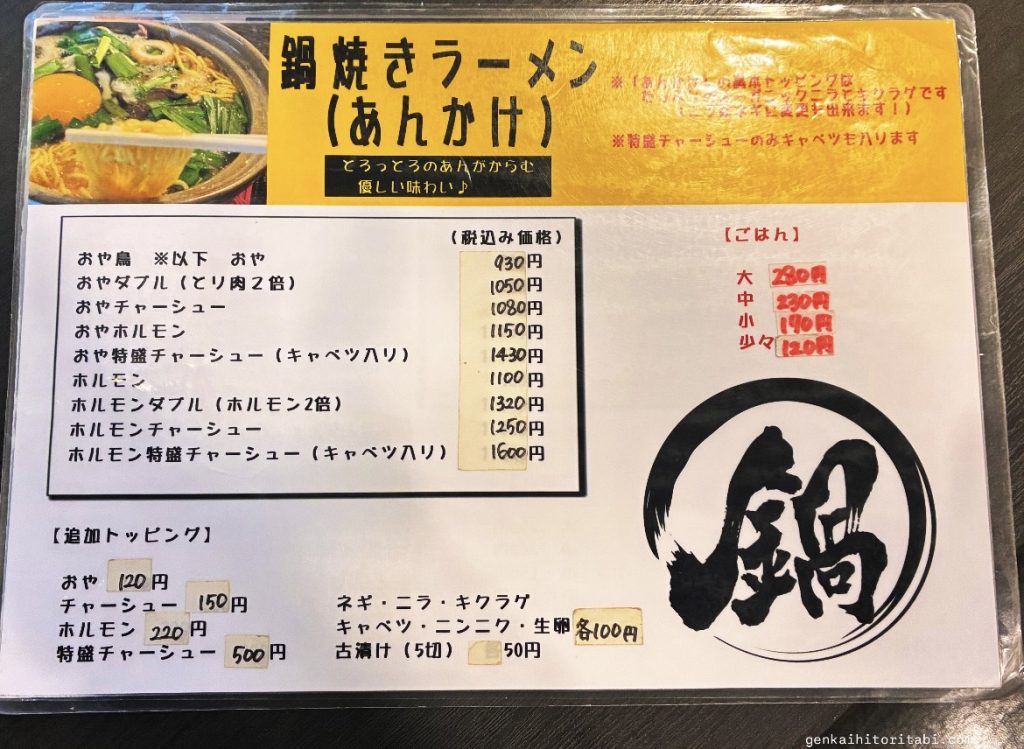 鍋焼きラーメン
(あんかけ)
とろっとろのあんがからむ
優しい味わい♪
ニラとキクラゲです
出来ます!)
※特盛チャーシューのみキャベツも入ります
(税込み価格)
おや鳥 ※以下 おや 930円
おやダブル(とり肉2倍) 1050円
おやチャーシュー 1080円
おやホルモン 1150円
おや特盛チャーシュー(キャベツ入り) 1430円
ホルモン 1100円
ホルモンダブル(ホルモン2倍) 1320円
ホルモンチャーシュー 1250円
ホルモン特盛チャーシュー(キャベツ入り) 1600円
【ごはん】
大 280円
中 230円
小 170円
少々 120円
鍋
【追加トッピング】
おや 120円
チャーシュー 150円
ホルモン 220円
特盛チャーシュー 500円
ネギ・ニラ・キクラゲ
キャベツ・ニンニク・生卵 各100円
古漬け(5切) 50円
genkaihitoritabi.com